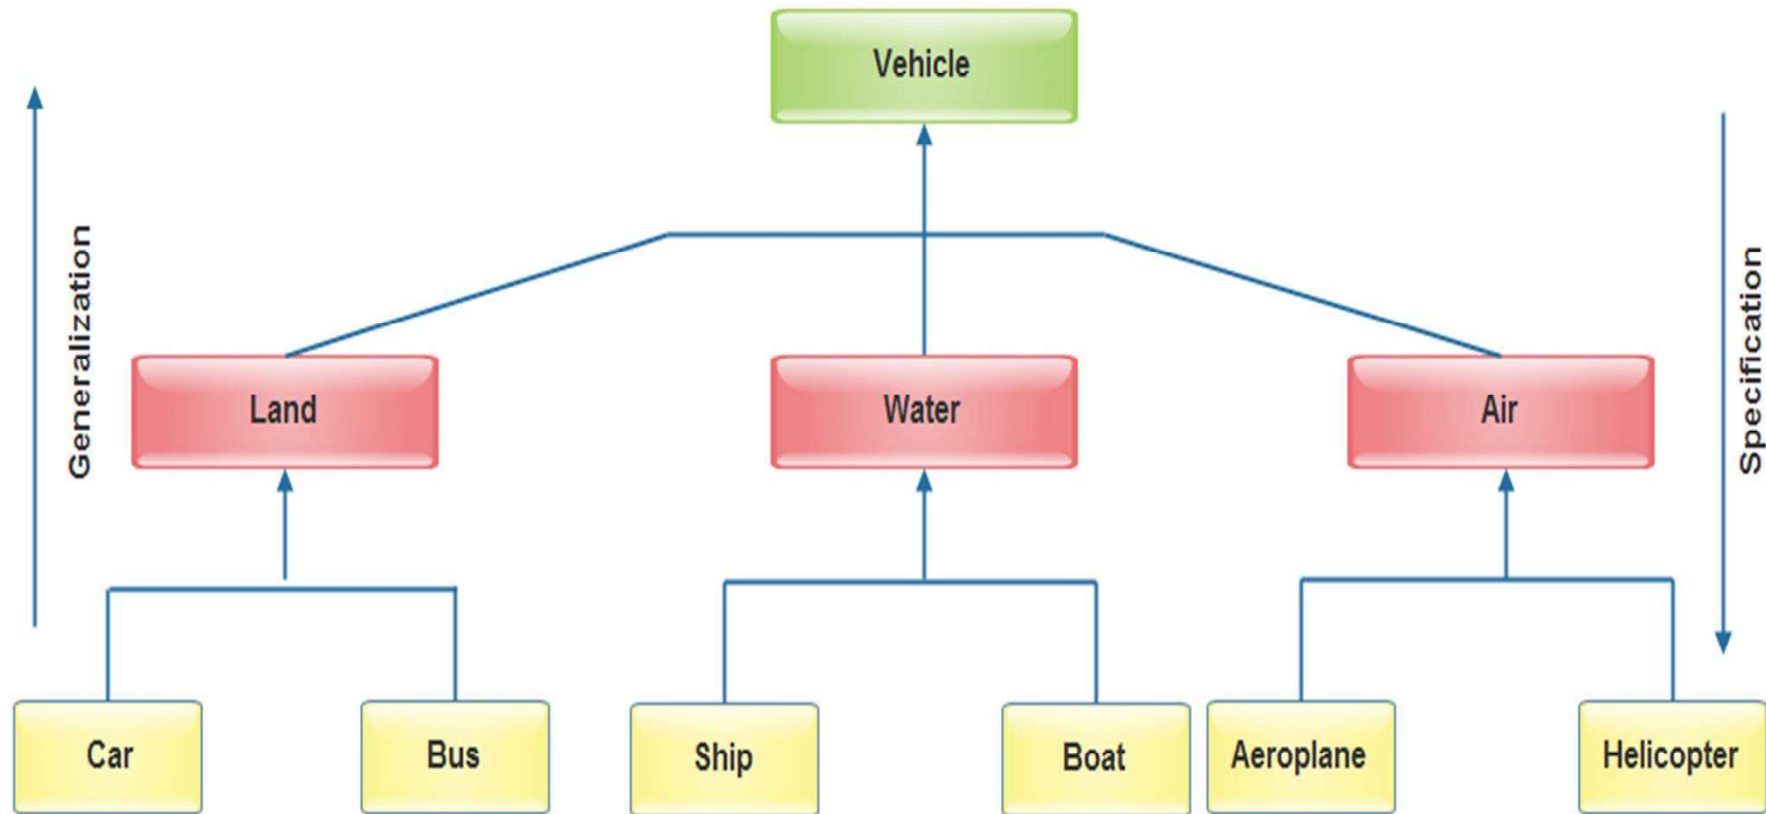 Vehicle
Generalization
Specification
Land
Water
Air
Car
Bus
Ship
Boat
Aeroplane
Helicopter